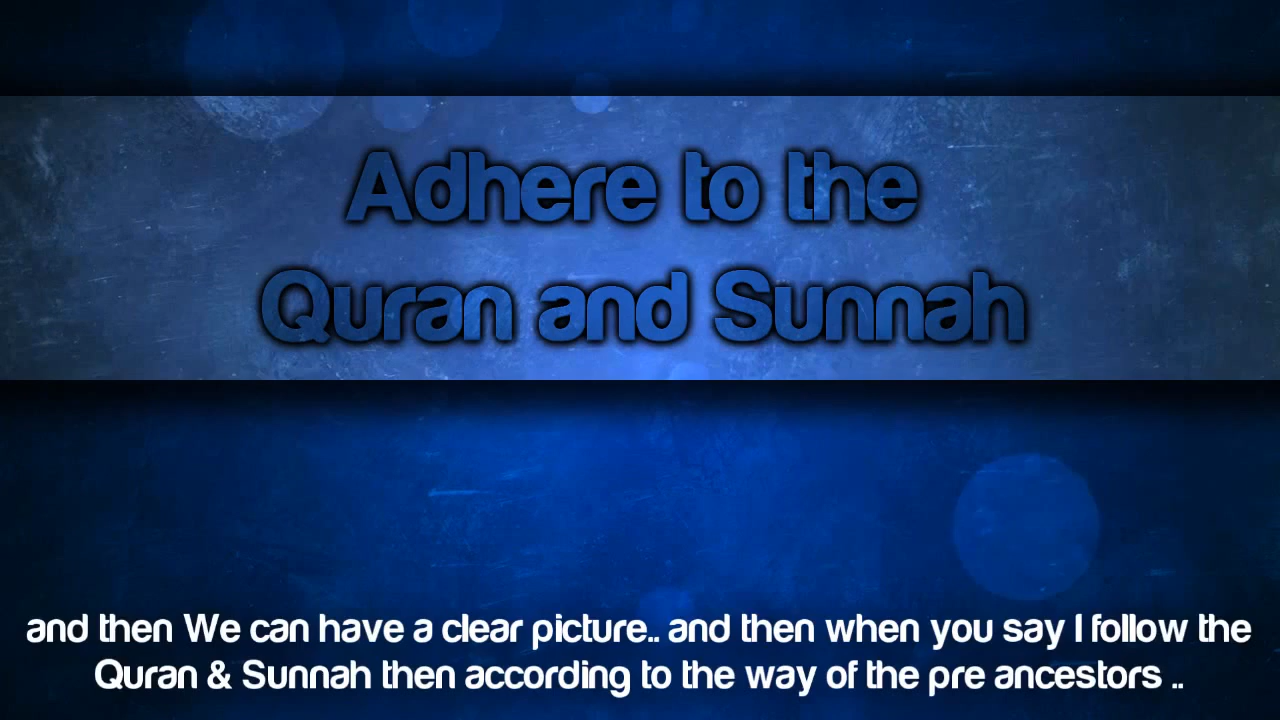 Adhere to the
Quran and Sunnah
and then We can have a clear picture.. and then when you say I follow the
Quran & Sunnah then according to the way of the pre ancestors ..